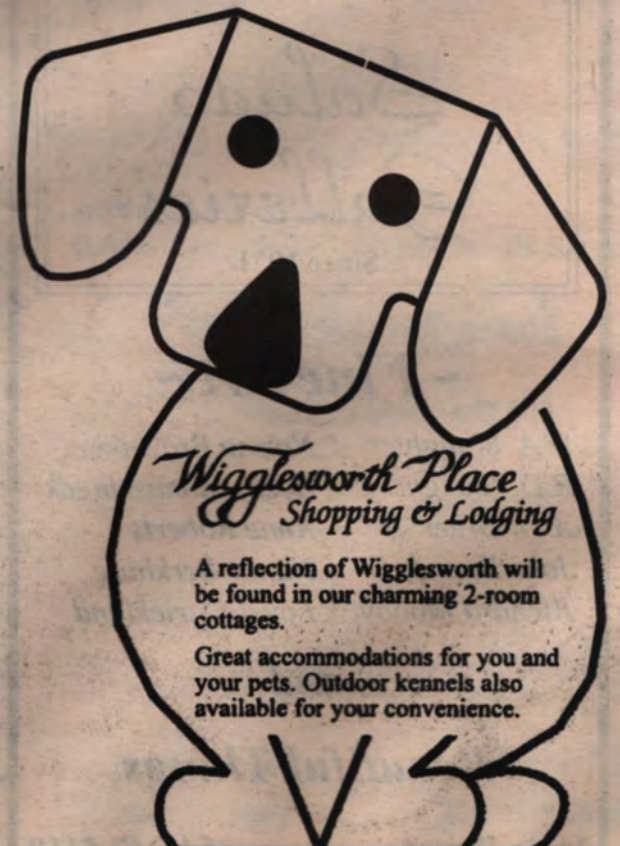 Wigglesworth Place
Shopping & Lodging
A reflection of Wigglesworth will
be found in our charming 2-room
cottages.
Great accommodations for you and
your pets. Outdoor kennels also
available for your convenience.